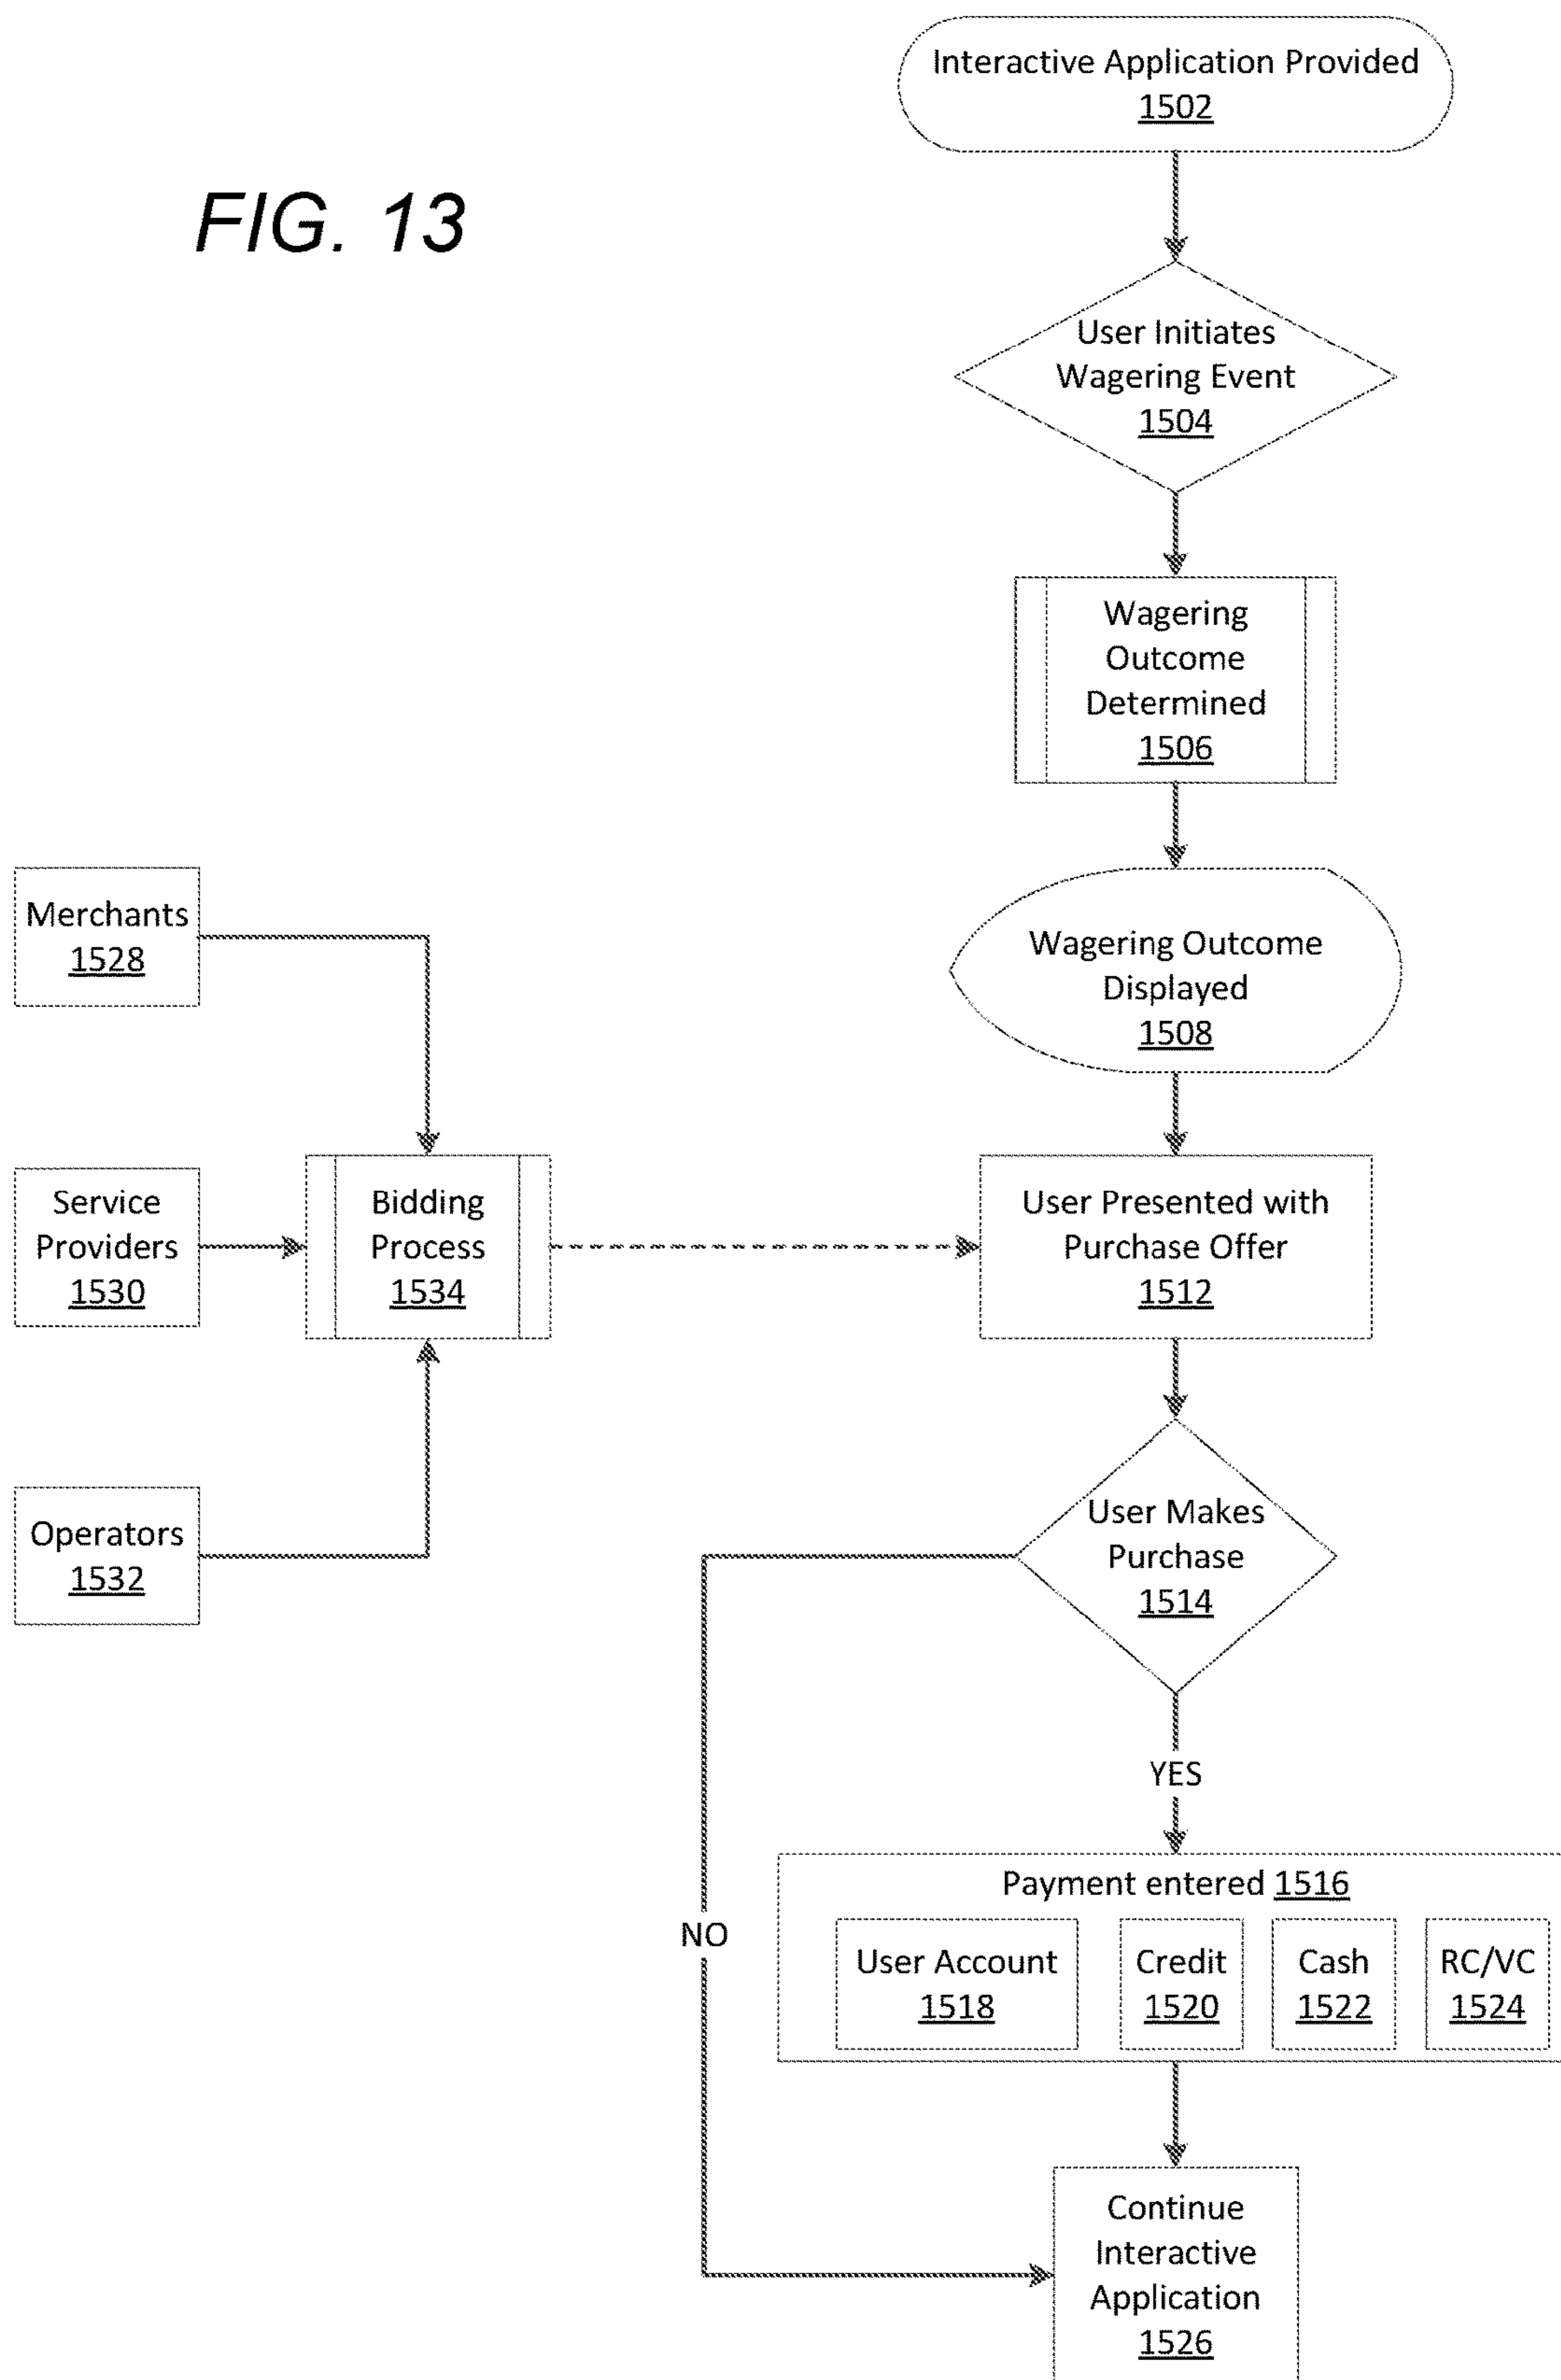 FIG. 13
Interactive Application Provided
1502
User Initiates
Wagering Event
1504
Wagering
Outcome
Determined
1506
Wagering Outcome
Displayed
1508
Merchants
1528
Service
Providers
1530
Operators
1532
Bidding
Process
1534
User Presented with
Purchase Offer
1512
User Makes
Purchase
1514
YES
NO
Payment entered 1516
User Account
1518
Credit
1520
Cash
1522
RC/VC
1524
Continue
Interactive
Application
1526